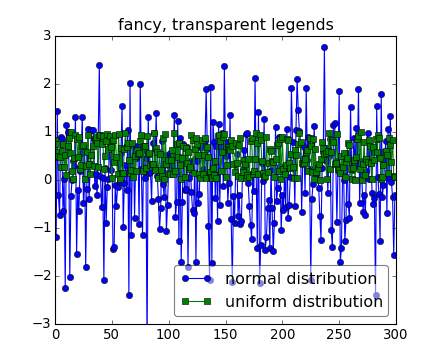 fancy, transparent legends
3
2
1
0
−1
−2
−3
0 50 100 150 200 250 300
normal distribution
uniform distribution